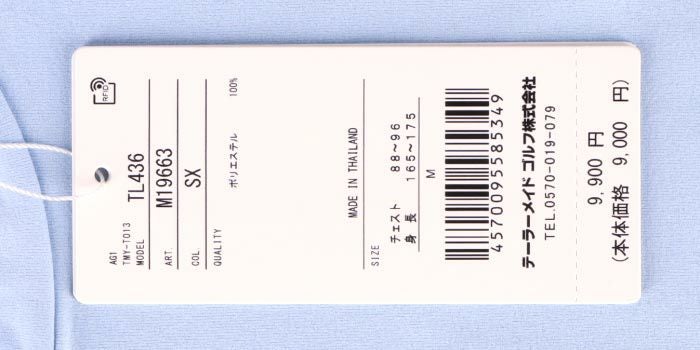 RFID
AG1
TMY-T013
MODEL TL436
ART. M19663
COL SX
QUALITY
ポリエステル 100%
MADE IN THAILAND
SIZE
チェスト 88~96
身 長 165~175
M
4570095585349
テーラーメイド ゴルフ株式会社
TEL.0570-019-079
9,900 円
(本体価格 9,000 円)